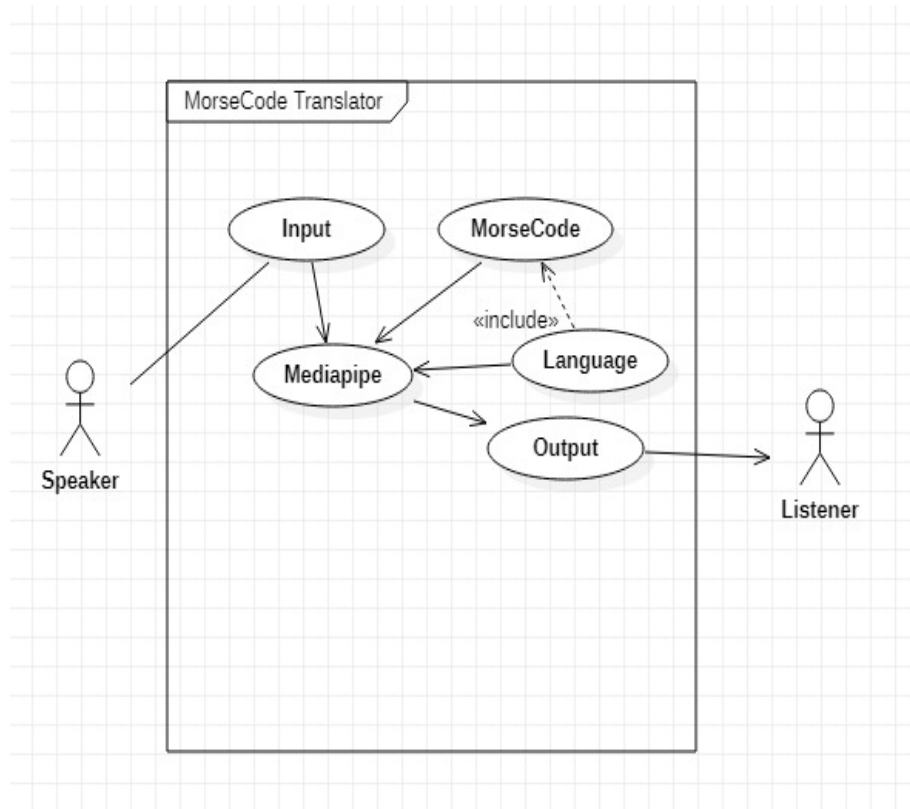 MorseCode Translator
Input
MorseCode
«include»
Mediapipe
Language
Output
Speaker
Listener